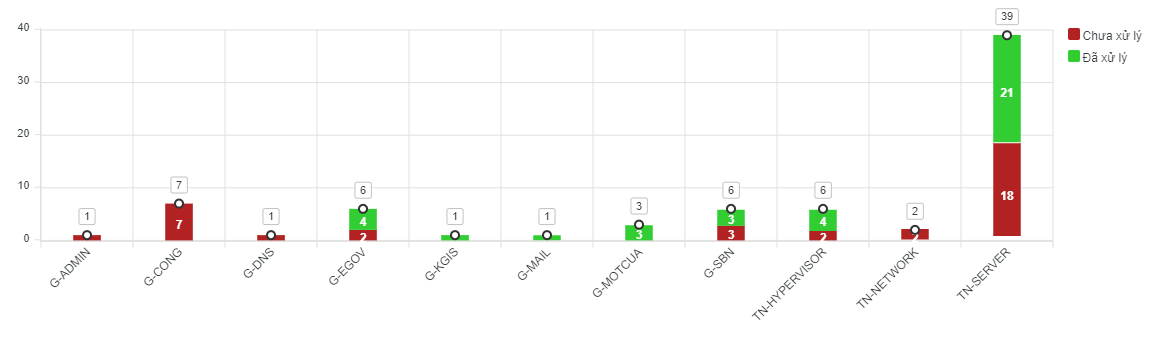 39
40
Chưa xử lý
Đã xử lý
30
21
20
7
6
6
6
18
10
3
2
1
1
1
1
7
4
3
4
3
3
2
2
2
0
G-ADMIN
G-CONG
G-DNS
G-EGOV
G-KGIS
G-MAIL
G-MOTCUA
G-SBN
TN-HYPERVISOR
TN-NETWORK
TN-SERVER